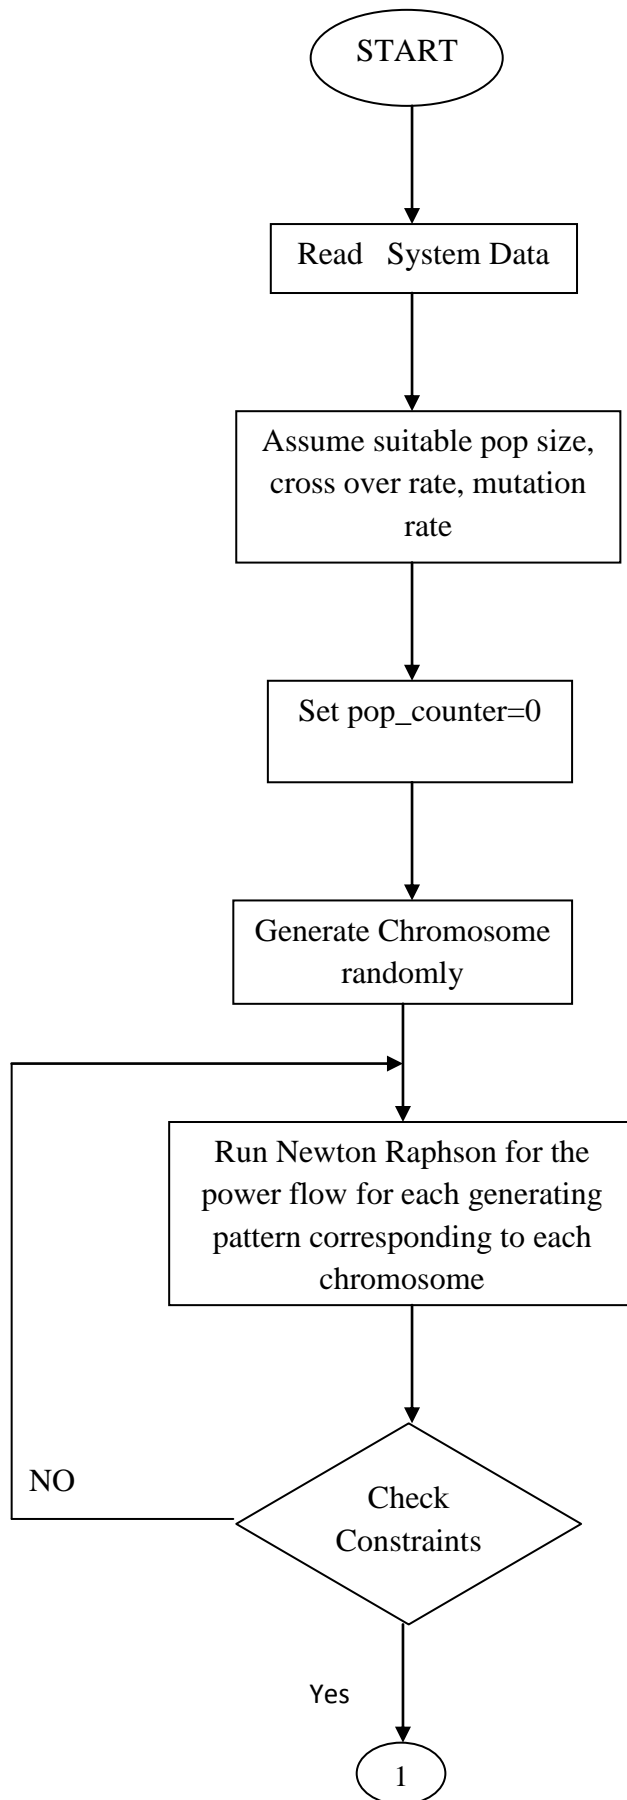 START
Read System Data
Assume suitable pop size,
cross over rate, mutation
rate
Set pop_counter=0
Generate Chromosome
randomly
Run Newton Raphson for the
power flow for each generating
pattern corresponding to each
chromosome
NO
Check
Constraints
Yes
1